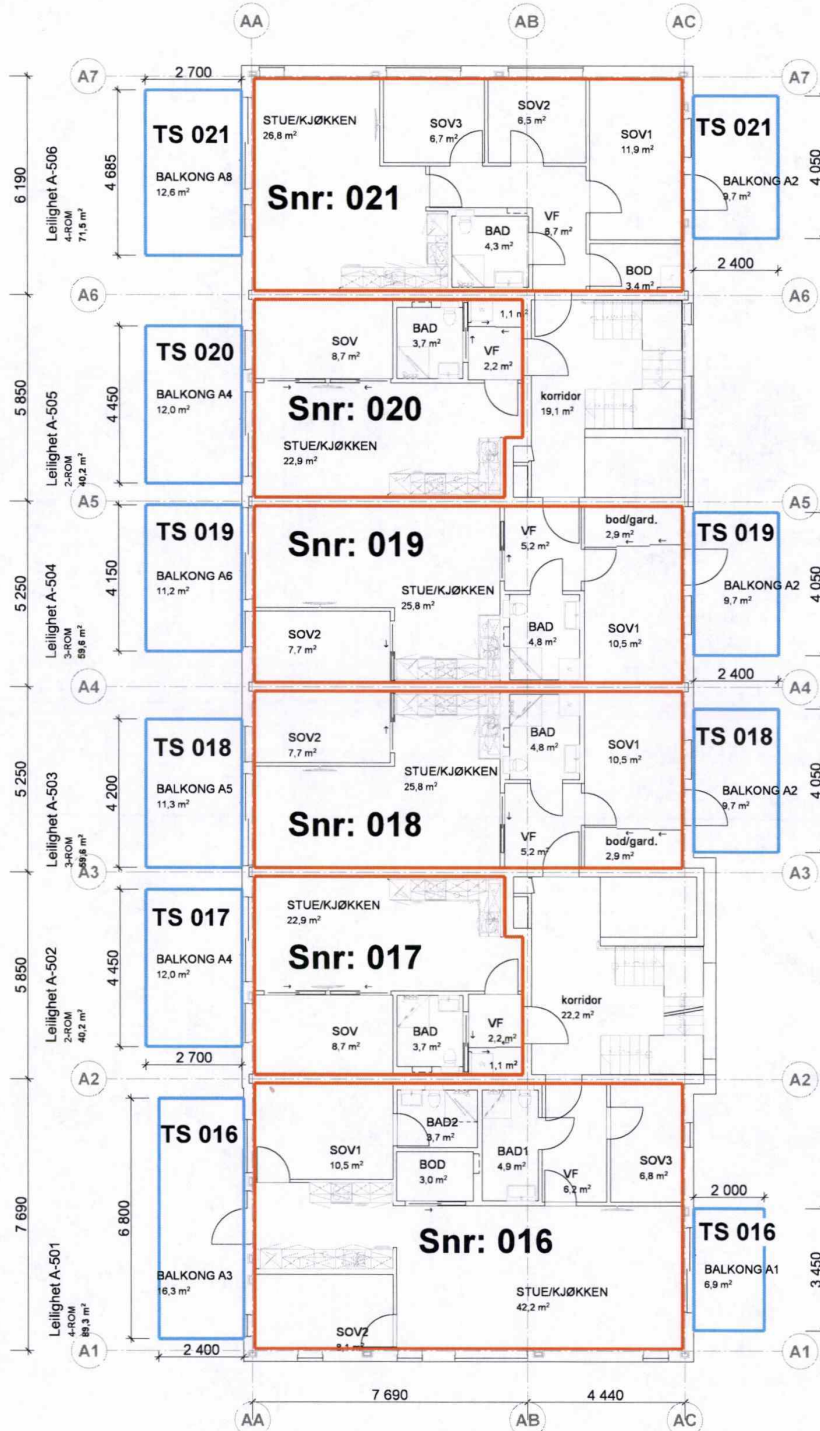 AA
AB
AC
A7
A7
2 700
TS 021
BALKONG A8
12,6 m²
4 685
6 190
Leilighet A-506
4-ROM
71,5 m²
STUE/KJØKKEN
26,8 m²
SOV3
6,7 m²
SOV2
6,5 m²
SOV1
11,9 m²
Snr: 021
BAD
4,3 m²
VF
8,7 m²
BOD
3,4 m²
TS 021
BALKONG A2
9,7 m²
4 050
2 400
A6
A6
TS 020
BALKONG A4
12,0 m²
4 450
5 850
Leilighet A-505
2-ROM
40,2 m²
SOV
8,7 m²
BAD
3,7 m²
1,1 m²
VF
2,2 m²
Snr: 020
STUE/KJØKKEN
22,9 m²
korridor
19,1 m²
A5
A5
TS 019
BALKONG A6
11,2 m²
4 150
5 250
Leilighet A-504
3-ROM
59,6 m²
Snr: 019
VF
5,2 m²
bod/gard.
2,9 m²
STUE/KJØKKEN
25,8 m²
SOV2
7,7 m²
BAD
4,8 m²
SOV1
10,5 m²
TS 019
BALKONG A2
9,7 m²
4 050
2 400
A4
A4
TS 018
BALKONG A5
11,3 m²
4 200
5 250
Leilighet A-503
3-ROM
59,6 m²
SOV2
7,7 m²
BAD
4,8 m²
SOV1
10,5 m²
STUE/KJØKKEN
25,8 m²
Snr: 018
VF
5,2 m²
bod/gard.
2,9 m²
TS 018
BALKONG A2
9,7 m²
4 050
A3
A3
TS 017
BALKONG A4
12,0 m²
4 450
5 850
Leilighet A-502
2-ROM
40,2 m²
2 700
STUE/KJØKKEN
22,9 m²
Snr: 017
SOV
8,7 m²
BAD
3,7 m²
VF
2,2 m²
1,1 m²
korridor
22,2 m²
A2
A2
TS 016
BALKONG A3
16,3 m²
6 800
7 690
Leilighet A-501
4-ROM
89,3 m²
2 400
SOV1
10,5 m²
BAD2
3,7 m²
BOD
3,0 m²
BAD1
4,9 m²
VF
6,2 m²
SOV3
6,8 m²
Snr: 016
STUE/KJØKKEN
42,2 m²
SOV2
8,1 m²
2 000
TS 016
BALKONG A1
6,9 m²
3 450
A1
A1
7 690
4 440
AA
AB
AC